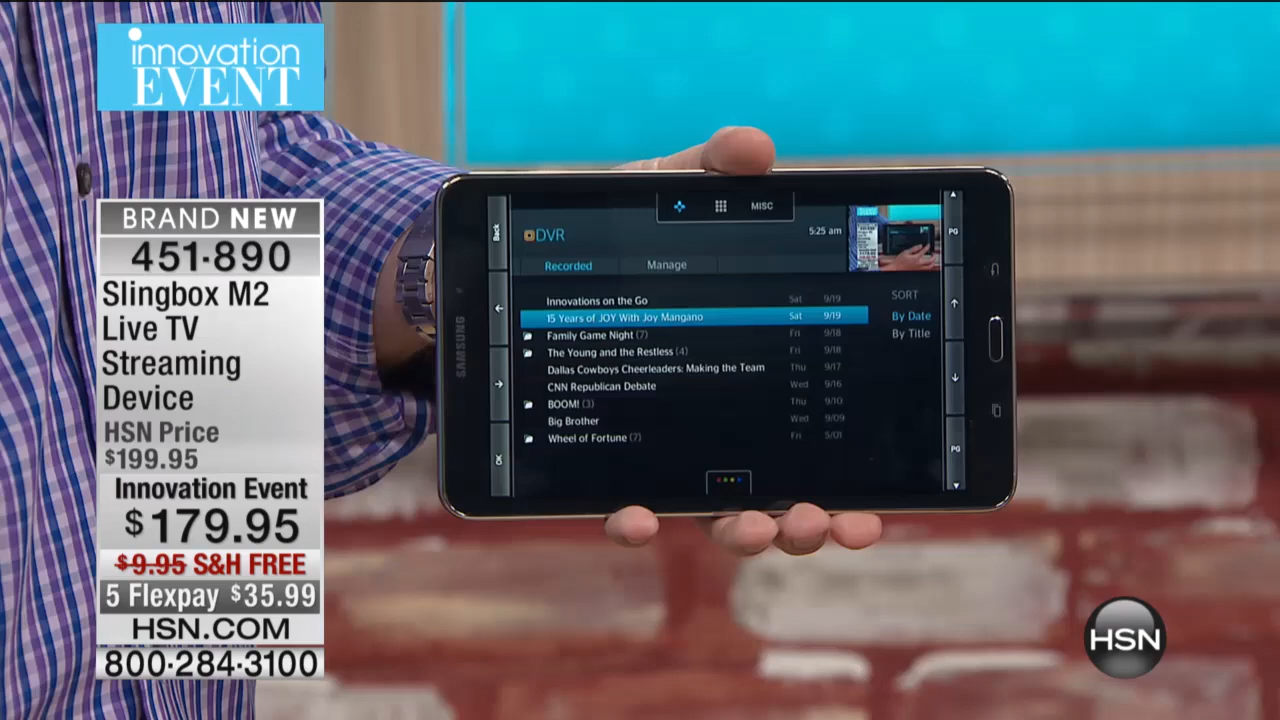 innovation
EVENT
BRAND NEW
451-890
Slingbox M2
Live TV
Streaming
Device
HSN Price
$199.95
Innovation Event
$179.95
$9.95 S&H FREE
5 Flexpay $35.99
HSN.COM
800-284-3100
SAMSUNG
Back
OK
MISC
DVR
5:25 am
Recorded Manage
Innovations on the Go Sat 9/19
15 Years of JOY With Joy Mangano Sat 9/19
Family Game Night (7) Fri 9/18
The Young and the Restless (4) Fri 9/18
Dallas Cowboys Cheerleaders: Making the Team Thu 9/17
CNN Republican Debate Wed 9/16
BOOM! (3) Thu 9/10
Big Brother Wed 9/09
Wheel of Fortune (7) Fri 5/01
SORT
By Date
By Title
PG
PG
HSN